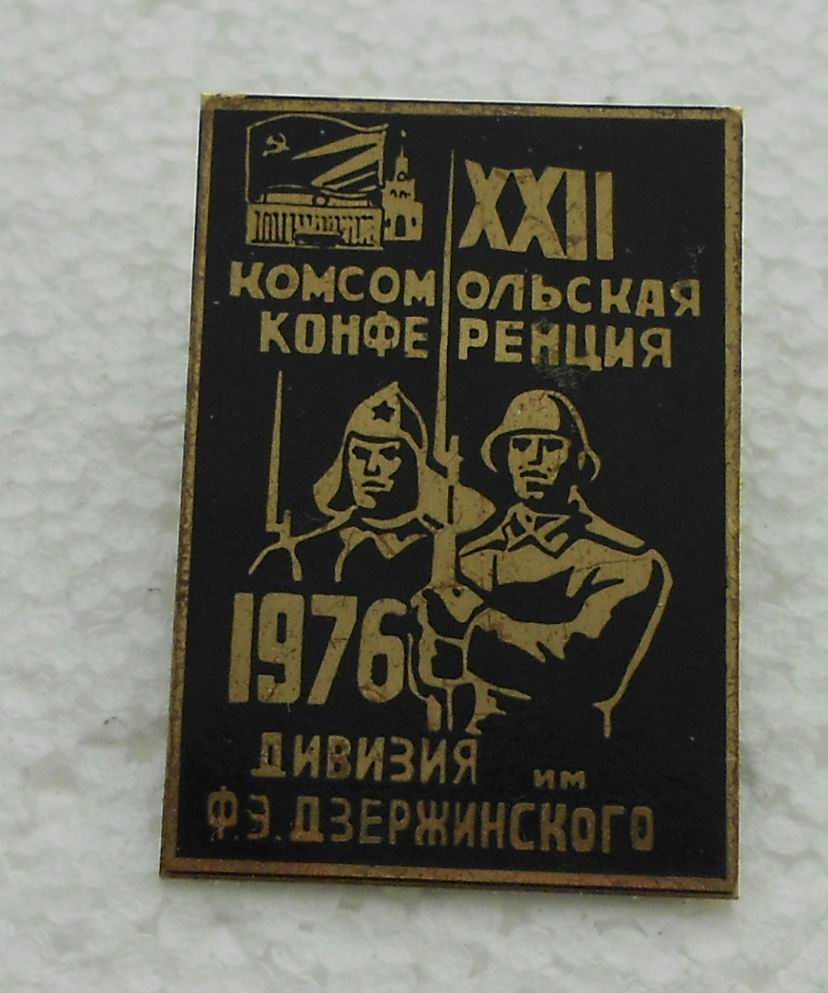 XXII
КОМСОМОЛЬСКАЯ
КОНФЕРЕНЦИЯ
1976
ДИВИЗИЯ им
Ф.Э.ДЗЕРЖИНСКОГО